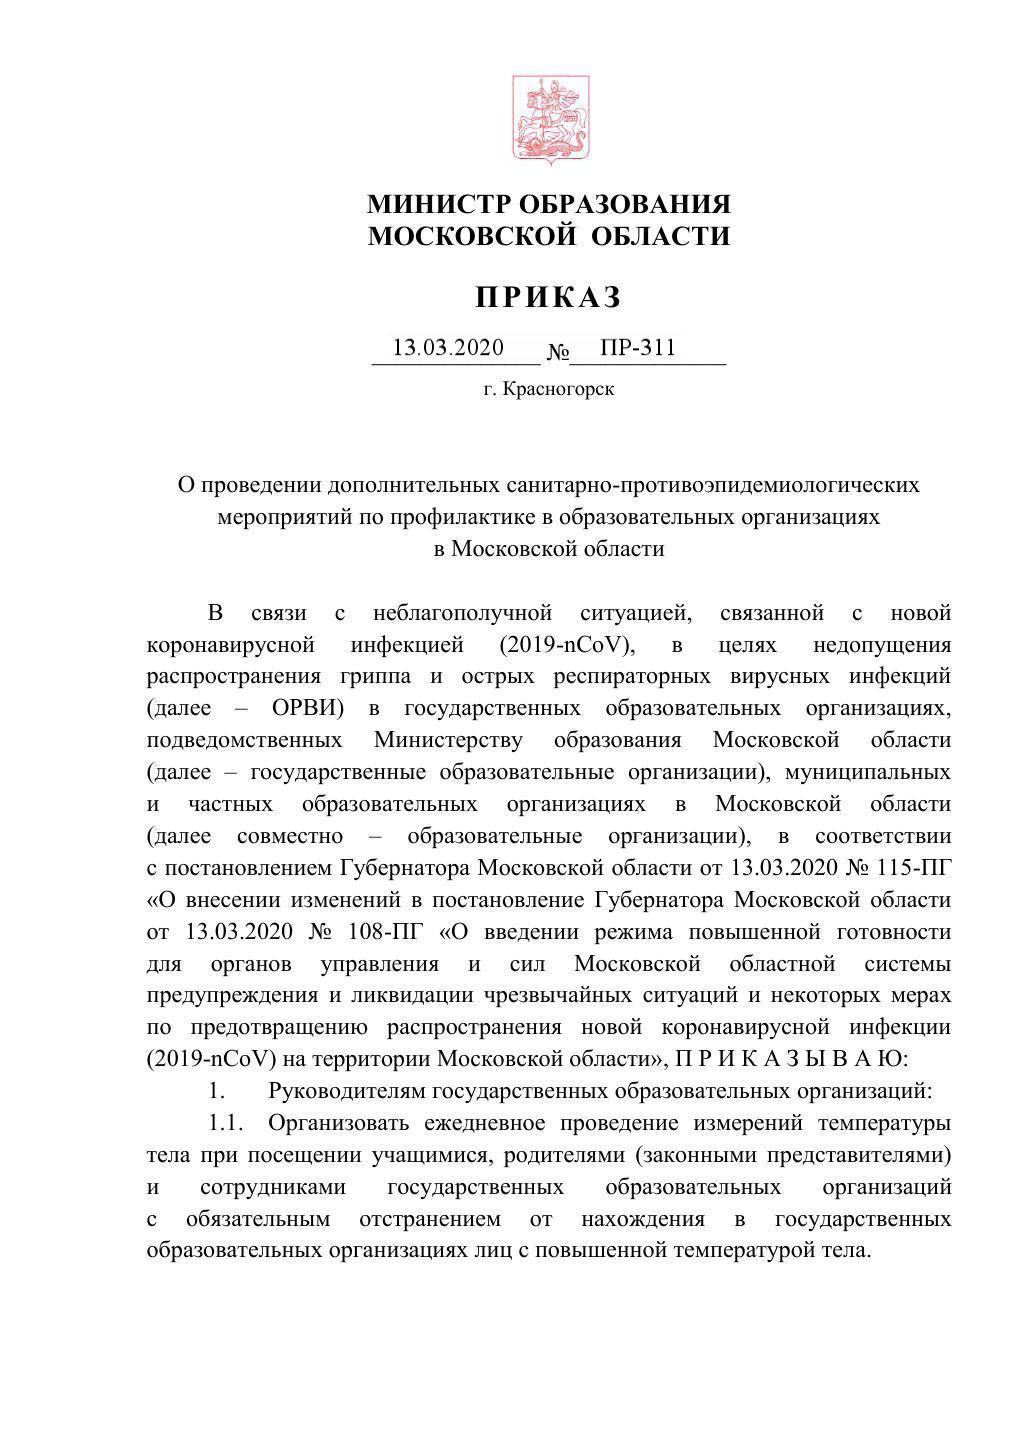 МИНИСТР ОБРАЗОВАНИЯ
МОСКОВСКОЙ ОБЛАСТИ
ПРИКАЗ
13.03.2020 № ПР-311
г. Красногорск
О проведении дополнительных санитарно-противоэпидемиологических
мероприятий по профилактике в образовательных организациях
в Московской области
В связи с неблагополучной ситуацией, связанной с новой
коронавирусной инфекцией (2019-nCoV), в целях недопущения
распространения гриппа и острых респираторных вирусных инфекций
(далее – ОРВИ) в государственных образовательных организациях,
подведомственных Министерству образования Московской области
(далее – государственные образовательные организации), муниципальных
и частных образовательных организациях в Московской области
(далее совместно – образовательные организации), в соответствии
с постановлением Губернатора Московской области от 13.03.2020 № 115-ПГ
«О внесении изменений в постановление Губернатора Московской области
от 13.03.2020 № 108-ПГ «О введении режима повышенной готовности
для органов управления и сил Московской областной системы
предупреждения и ликвидации чрезвычайных ситуаций и некоторых мерах
по предотвращению распространения новой коронавирусной инфекции
(2019-nCoV) на территории Московской области», П Р И К А З Ы В А Ю:
1. Руководителям государственных образовательных организаций:
1.1. Организовать ежедневное проведение измерений температуры
тела при посещении учащимися, родителями (законными представителями)
и сотрудниками государственных образовательных организаций
с обязательным отстранением от нахождения в государственных
образовательных организациях лиц с повышенной температурой тела.